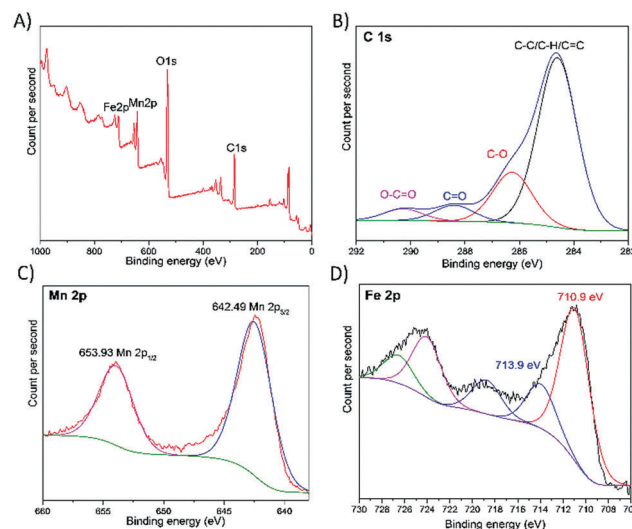 A)
O1s
Fe2p
Mn2p
C1s
Count per second
1000
800
600
400
200
0
Binding energy (eV)
B)
C 1s
C-C/C-H/C=C
C-O
C=O
O-C=O
Count per second
292
290
288
286
284
Binding energy (eV)
C)
Mn 2p
642.49 Mn 2p3/2
653.93 Mn 2p1/2
Count per second
660
655
650
645
640
Binding energy (eV)
D)
Fe 2p
710.9 eV
713.9 eV
Count per second
730
728
726
724
722
720
718
716
714
712
710
708
Binding energy (eV)